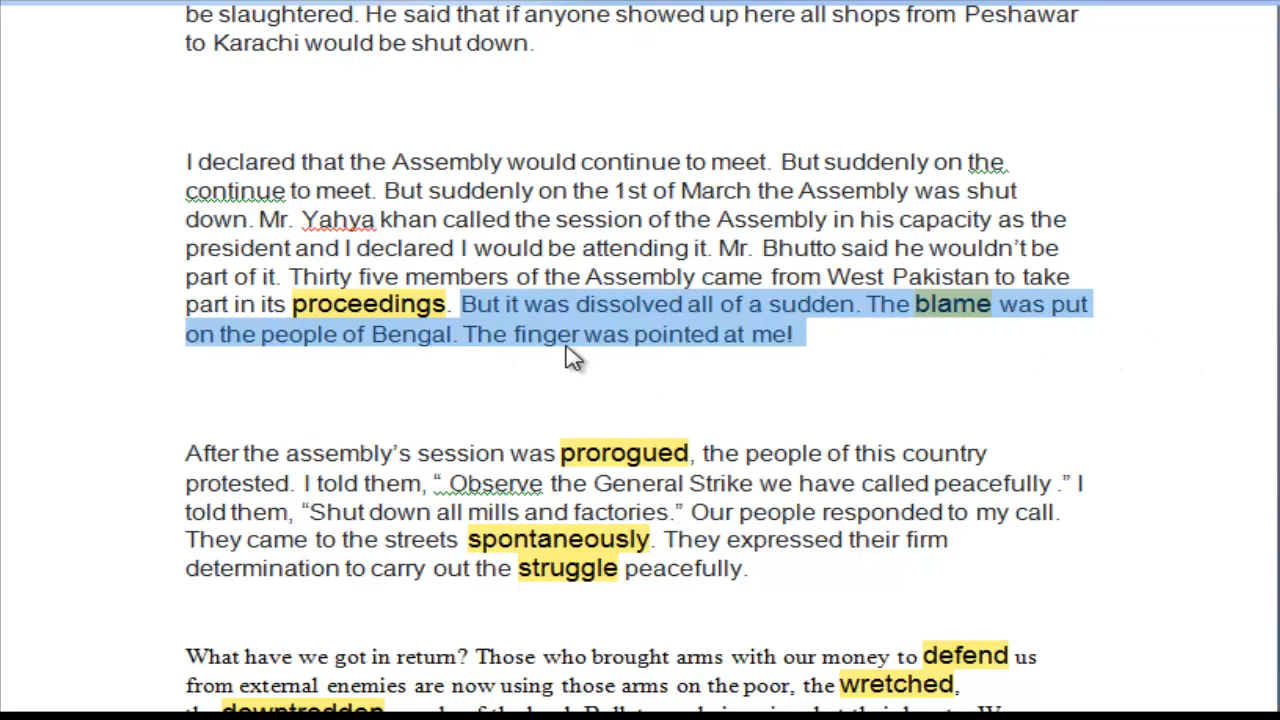 be slaughtered. He said that if anyone showed up here all shops from Peshawar
to Karachi would be shut down.
I declared that the Assembly would continue to meet. But suddenly on the
continue to meet. But suddenly on the 1st of March the Assembly was shut
down. Mr. Yahya khan called the session of the Assembly in his capacity as the
president and I declared I would be attending it. Mr. Bhutto said he wouldn’t be
part of it. Thirty five members of the Assembly came from West Pakistan to take
part in its proceedings. But it was dissolved all of a sudden. The blame was put
on the people of Bengal. The finger was pointed at me!
After the assembly’s session was prorogued, the people of this country
protested. I told them, “ Observe the General Strike we have called peacefully .” I
told them, “Shut down all mills and factories.” Our people responded to my call.
They came to the streets spontaneously. They expressed their firm
determination to carry out the struggle peacefully.
What have we got in return? Those who brought arms with our money to defend us
from external enemies are now using those arms on the poor, the wretched,
the downtrodden